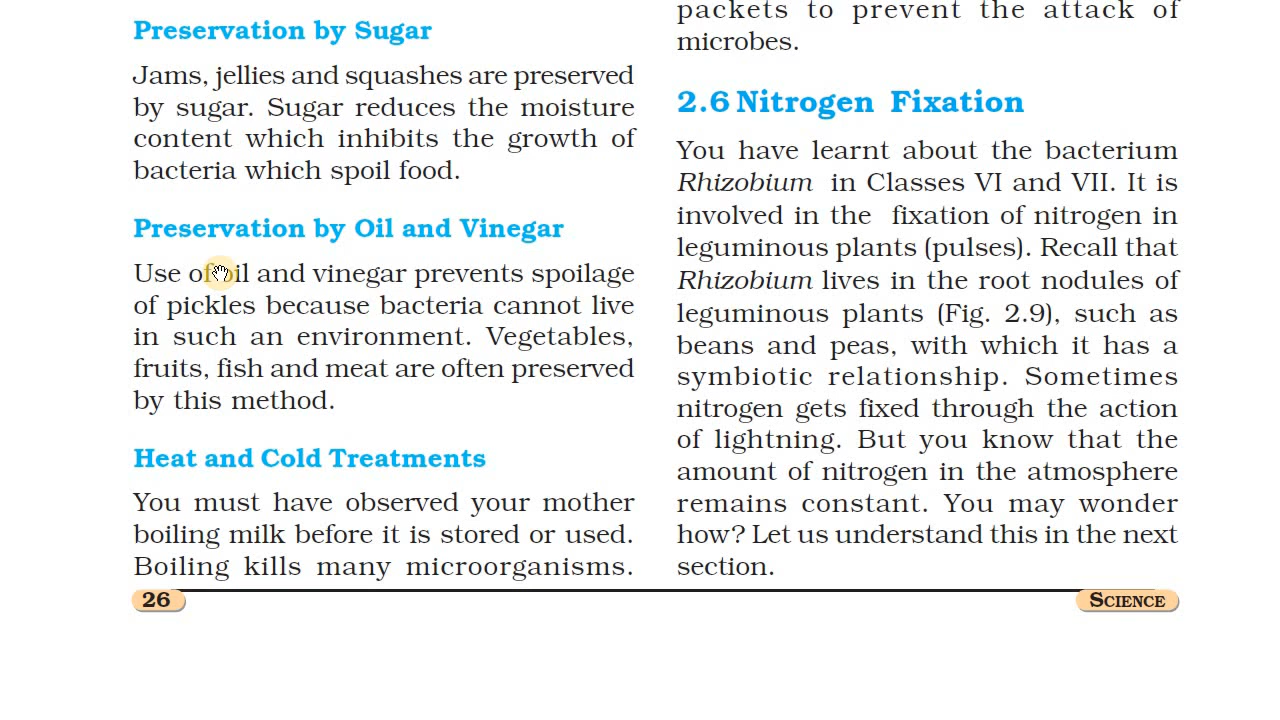 Preservation by Sugar
Jams, jellies and squashes are preserved
by sugar. Sugar reduces the moisture
content which inhibits the growth of
bacteria which spoil food.
Preservation by Oil and Vinegar
Use of oil and vinegar prevents spoilage
of pickles because bacteria cannot live
in such an environment. Vegetables,
fruits, fish and meat are often preserved
by this method.
Heat and Cold Treatments
You must have observed your mother
boiling milk before it is stored or used.
Boiling kills many microorganisms.
packets to prevent the attack of
microbes.
2.6 Nitrogen Fixation
You have learnt about the bacterium
Rhizobium in Classes VI and VII. It is
involved in the fixation of nitrogen in
leguminous plants (pulses). Recall that
Rhizobium lives in the root nodules of
leguminous plants (Fig. 2.9), such as
beans and peas, with which it has a
symbiotic relationship. Sometimes
nitrogen gets fixed through the action
of lightning. But you know that the
amount of nitrogen in the atmosphere
remains constant. You may wonder
how? Let us understand this in the next
section.
26
SCIENCE